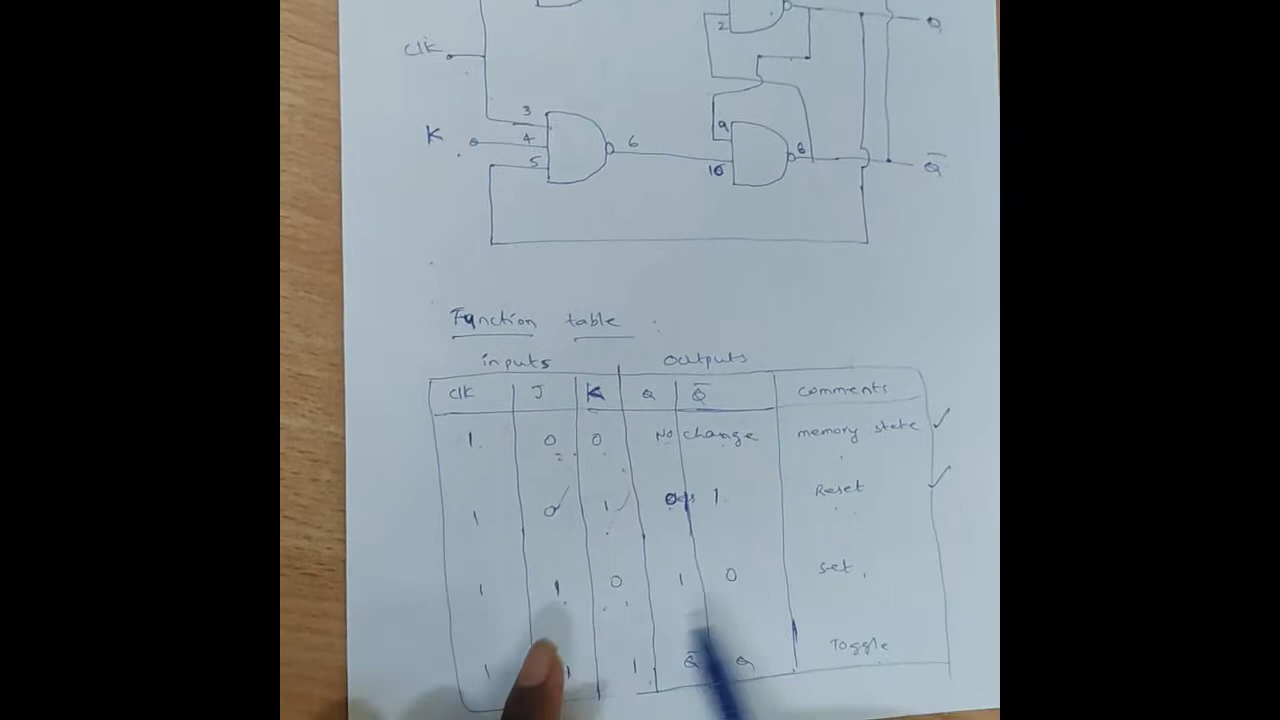 2
Q
Clk
3
K
4
6
5
9
8
10
Q̅
Function table :
inputs outputs
Clk J K Q Q̅ comments
1 0 0 No change memory state ✓
1 0 1 0 1 Reset ✓
1 1 0 1 0 set
1 1 1 Q̅ Q Toggle